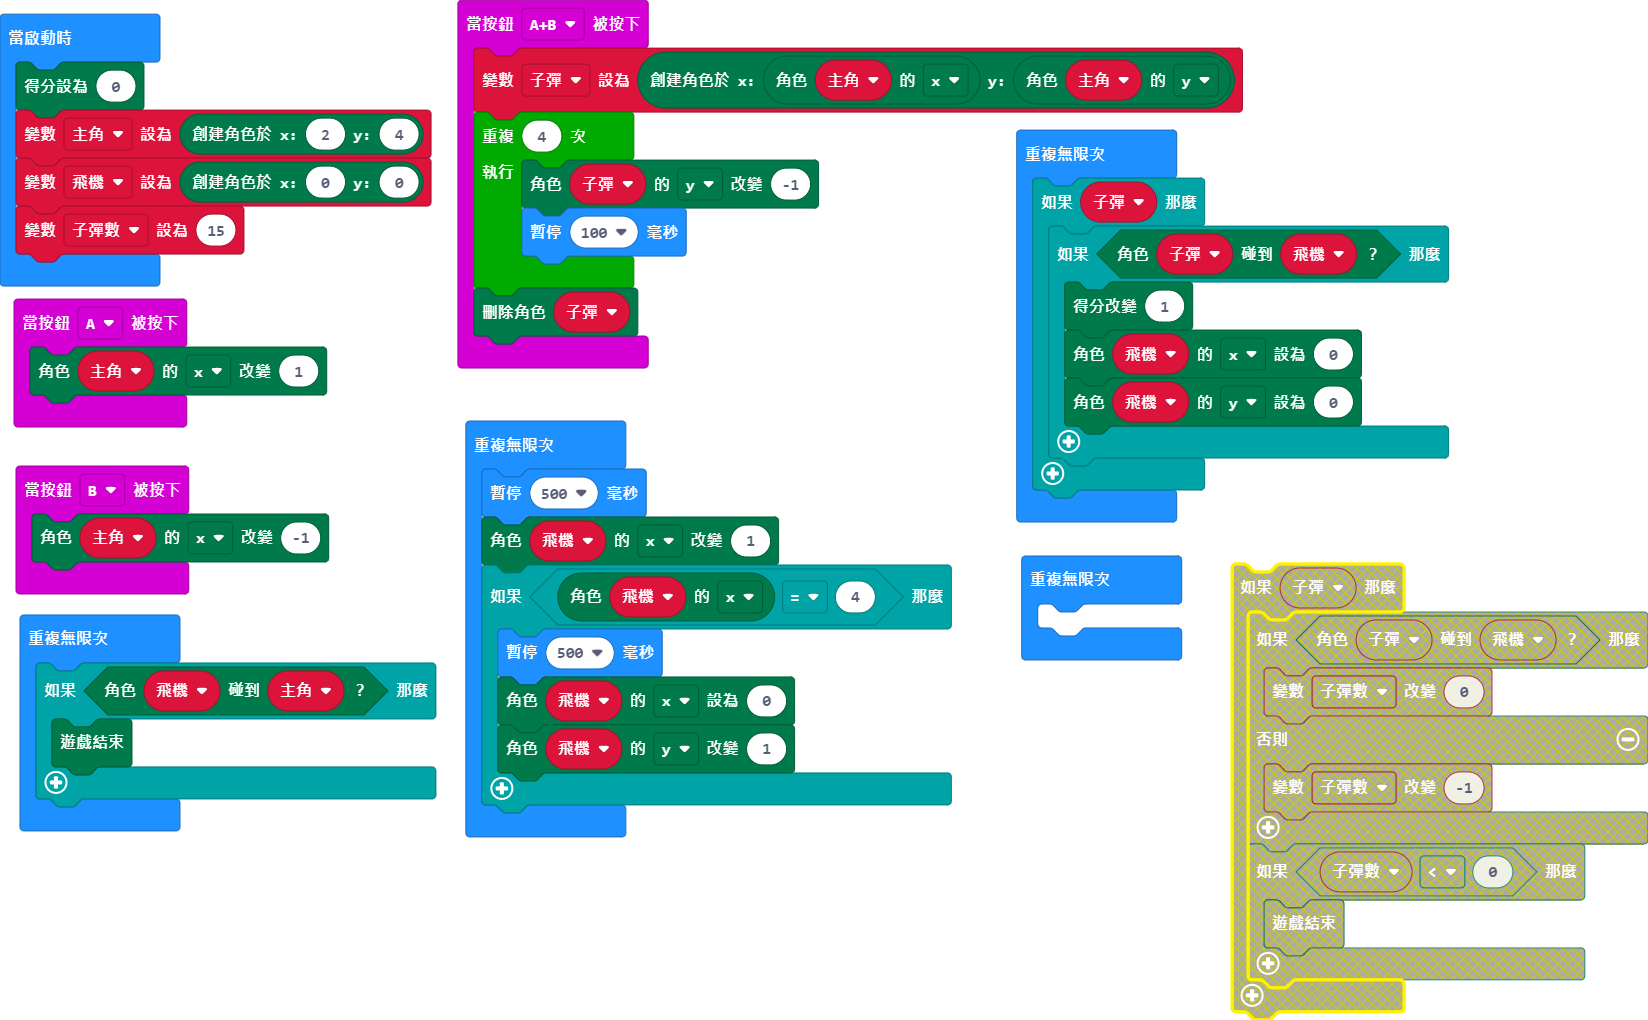 當啟動時
得分設為 0
變數 主角 設為 創建角色於 x: 2 y: 4
變數 飛機 設為 創建角色於 x: 0 y: 0
變數 子彈數 設為 15
當按鈕 A 被按下
角色 主角 的 x 改變 1
當按鈕 B 被按下
角色 主角 的 x 改變 -1
重複無限次
如果 角色 飛機 碰到 主角 ? 那麼
遊戲結束
當按鈕 A+B 被按下
變數 子彈 設為 創建角色於 x: 角色 主角 的 x y: 角色 主角 的 y
重複 4 次
執行 角色 子彈 的 y 改變 -1
暫停 100 毫秒
刪除角色 子彈
重複無限次
暫停 500 毫秒
角色 飛機 的 x 改變 1
如果 角色 飛機 的 x = 4 那麼
暫停 500 毫秒
角色 飛機 的 x 設為 0
角色 飛機 的 y 改變 1
重複無限次
如果 子彈 那麼
如果 角色 子彈 碰到 飛機 ? 那麼
得分改變 1
角色 飛機 的 x 設為 0
角色 飛機 的 y 設為 0
重複無限次
如果 子彈 那麼
如果 角色 子彈 碰到 飛機 ? 那麼
變數 子彈數 改變 0
否則
變數 子彈數 改變 -1
如果 子彈數 < 0 那麼
遊戲結束